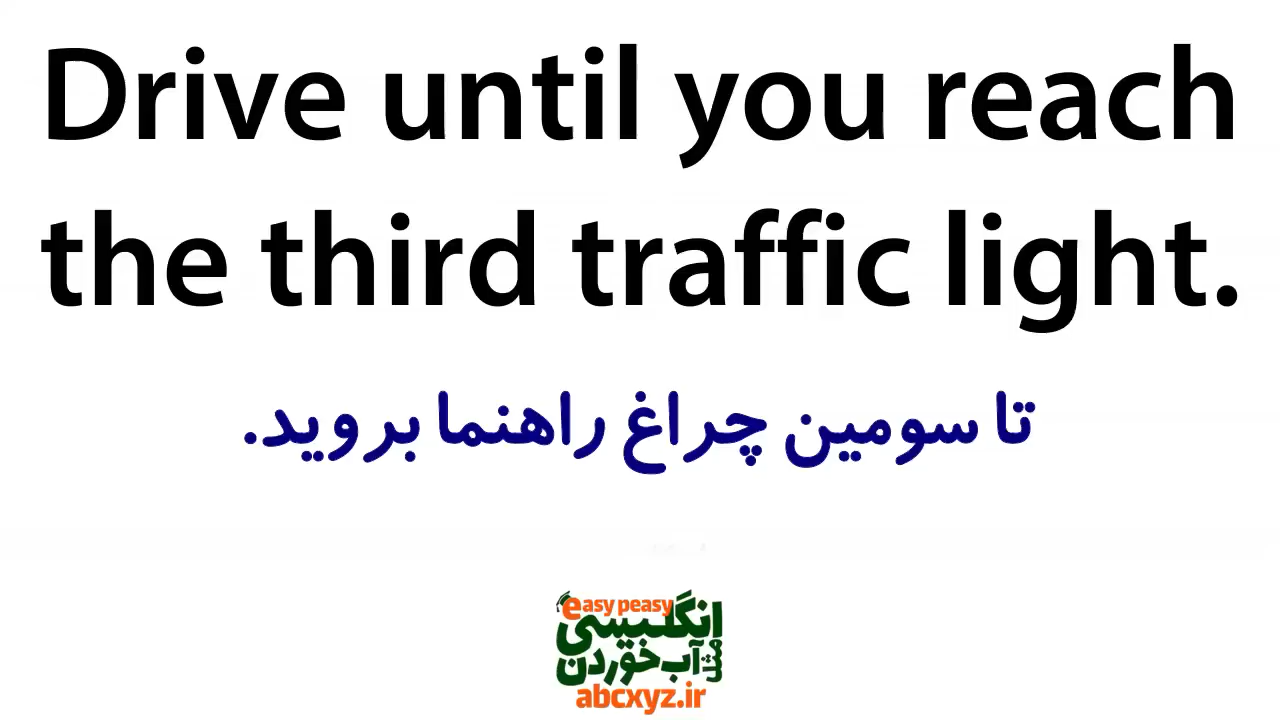 Drive until you reach
the third traffic light.
تا سومین چراغ راهنما بروید.
easy peasy
انگلیسی
مثل آب خوردن
abcxyz.ir